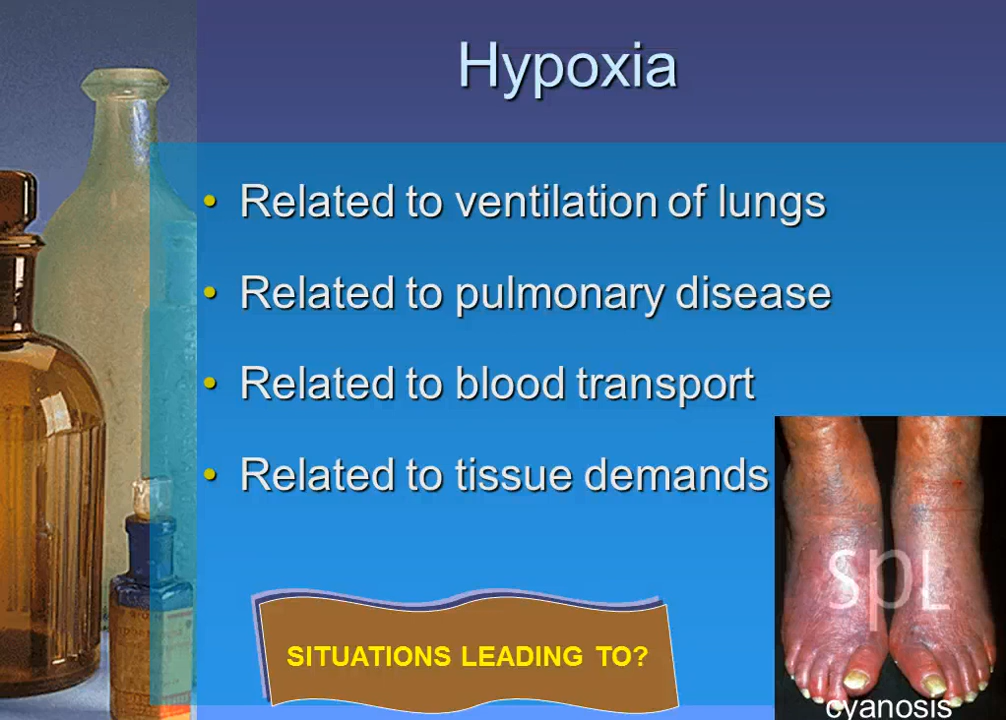 Hypoxia
• Related to ventilation of lungs
• Related to pulmonary disease
• Related to blood transport
• Related to tissue demands
SPL
cyanosis
SITUATIONS LEADING TO?